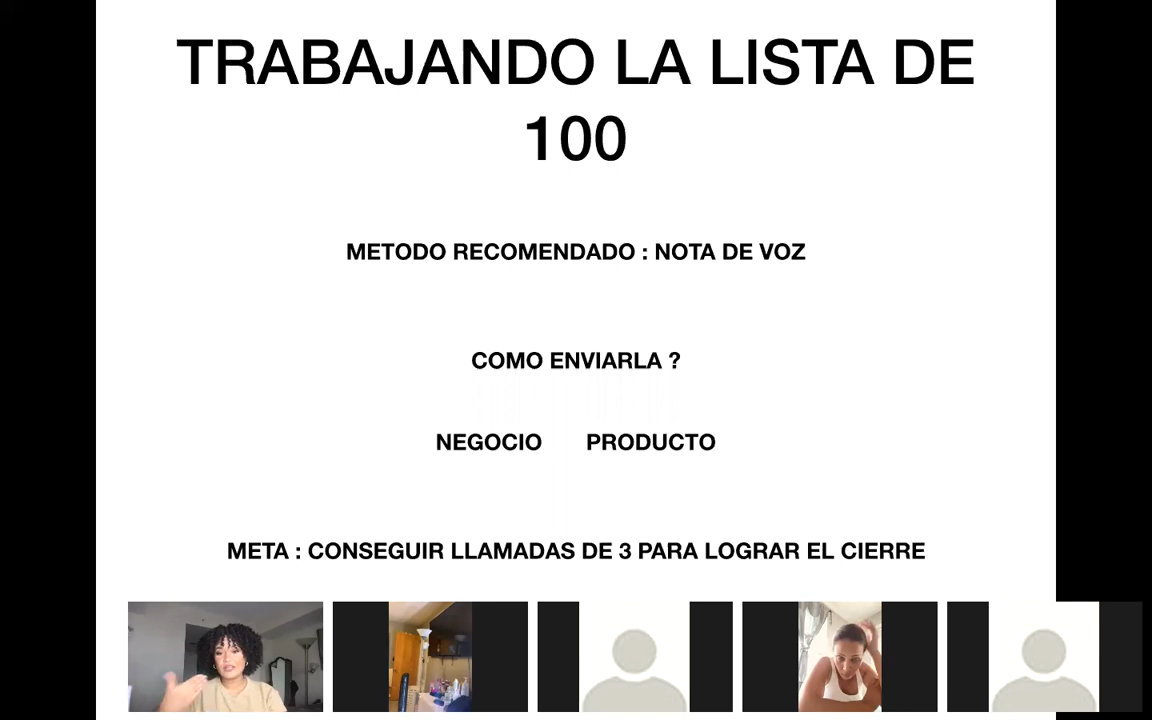 TRABAJANDO LA LISTA DE
100
METODO RECOMENDADO : NOTA DE VOZ
COMO ENVIARLA ?
NEGOCIO PRODUCTO
META : CONSEGUIR LLAMADAS DE 3 PARA LOGRAR EL CIERRE